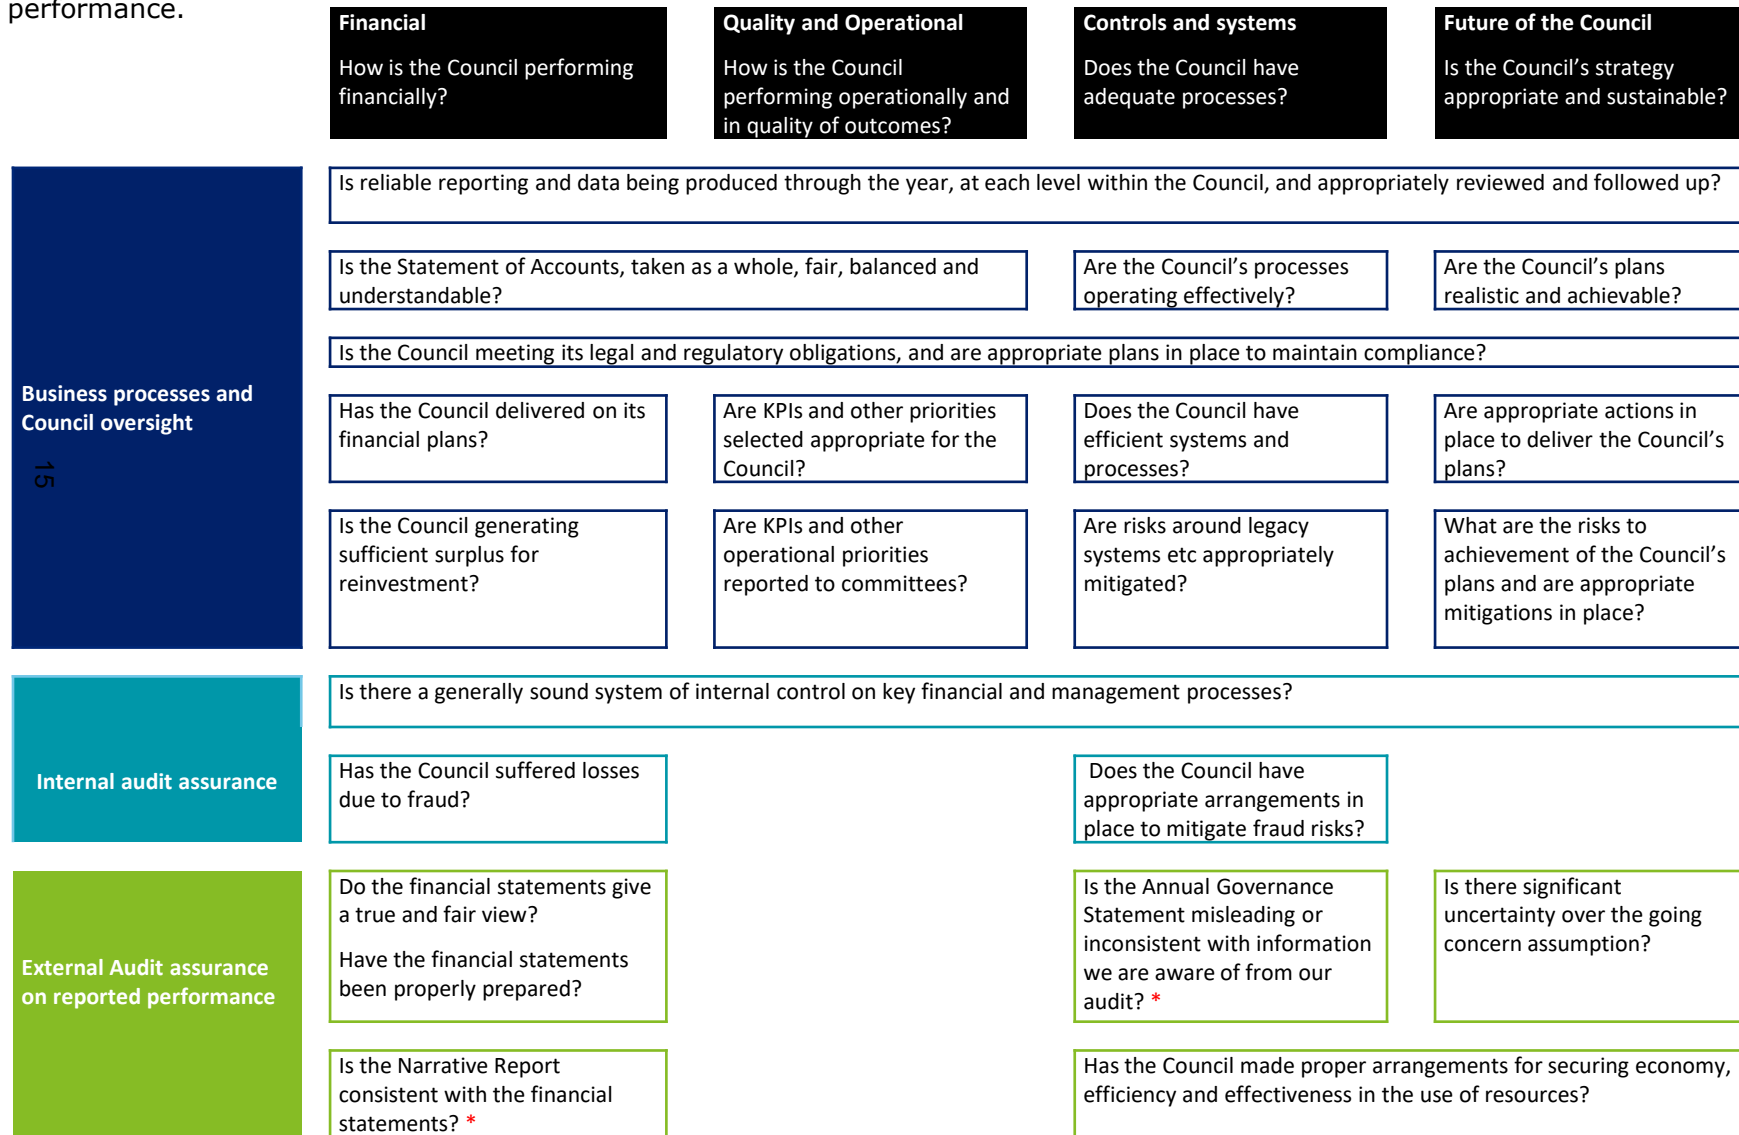 performance.
Financial
How is the Council performing
financially?
Quality and Operational
How is the Council
performing operationally and
in quality of outcomes?
Controls and systems
Does the Council have
adequate processes?
Future of the Council
Is the Council's strategy
appropriate and sustainable?
Business processes and
Council oversight
15
Is reliable reporting and data being produced through the year, at each level within the Council, and appropriately reviewed and followed up?
Is the Statement of Accounts, taken as a whole, fair, balanced and
understandable?
Are the Council's processes
operating effectively?
Are the Council's plans
realistic and achievable?
Is the Council meeting its legal and regulatory obligations, and are appropriate plans in place to maintain compliance?
Has the Council delivered on its
financial plans?
Are KPIs and other priorities
selected appropriate for the
Council?
Does the Council have
efficient systems and
processes?
Are appropriate actions in
place to deliver the Council's
plans?
Is the Council generating
sufficient surplus for
reinvestment?
Are KPIs and other
operational priorities
reported to committees?
Are risks around legacy
systems etc appropriately
mitigated?
What are the risks to
achievement of the Council's
plans and are appropriate
mitigations in place?
Internal audit assurance
Is there a generally sound system of internal control on key financial and management processes?
Has the Council suffered losses
due to fraud?
Does the Council have
appropriate arrangements in
place to mitigate fraud risks?
External Audit assurance
on reported performance
Do the financial statements give
a true and fair view?
Have the financial statements
been properly prepared?
Is the Annual Governance
Statement misleading or
inconsistent with information
we are aware of from our
audit? *
Is there significant
uncertainty over the going
concern assumption?
Is the Narrative Report
consistent with the financial
statements? *
Has the Council made proper arrangements for securing economy,
efficiency and effectiveness in the use of resources?